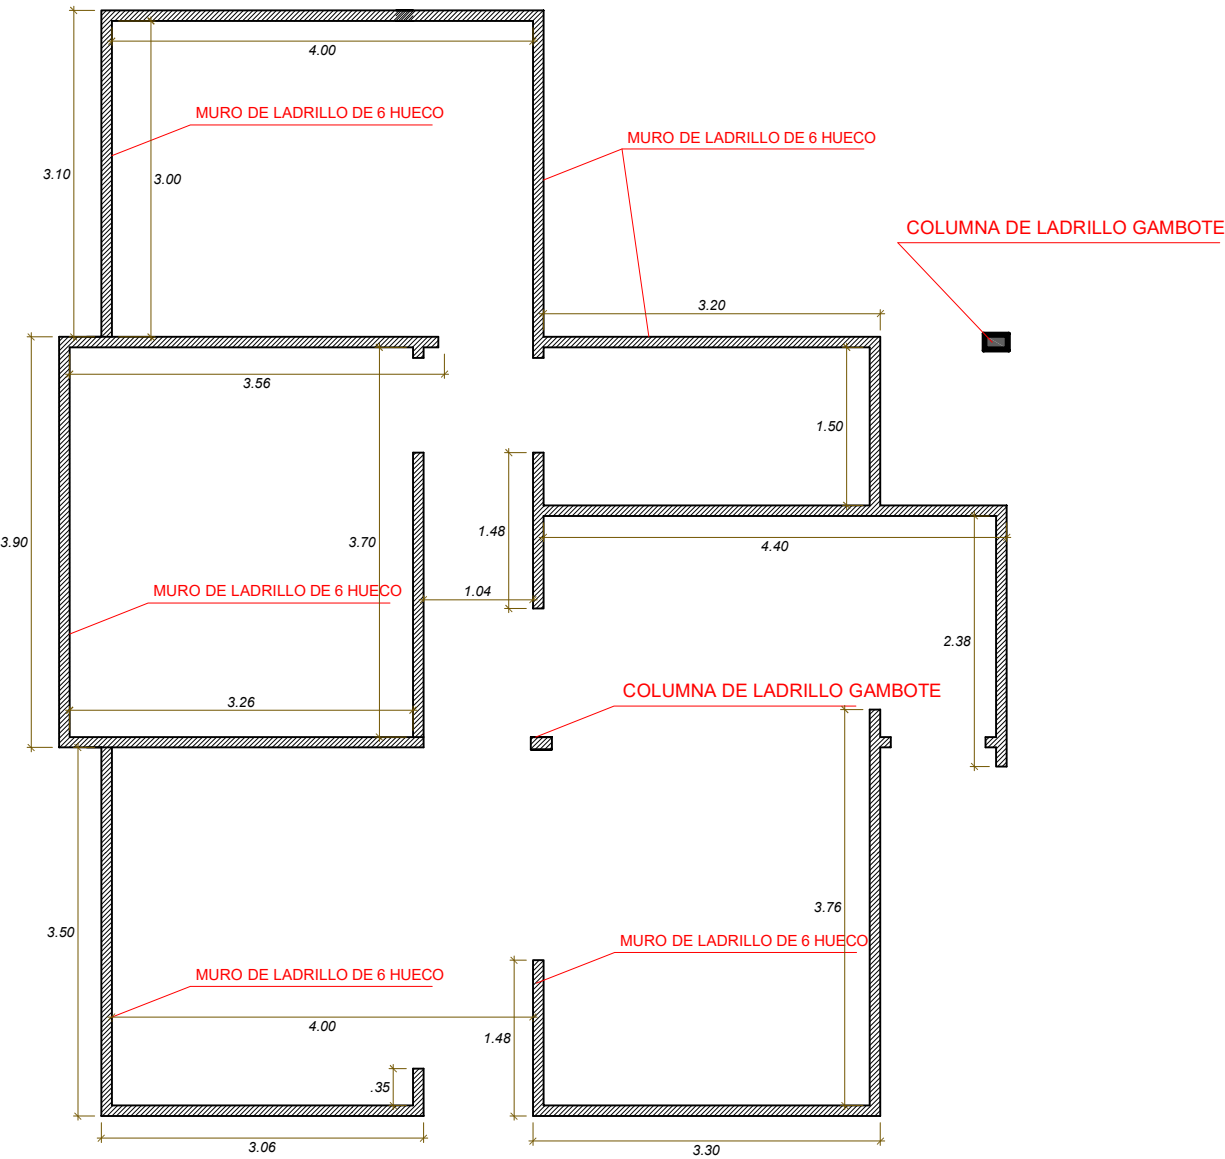 4.00
MURO DE LADRILLO DE 6 HUECO
MURO DE LADRILLO DE 6 HUECO
3.10
3.00
COLUMNA DE LADRILLO GAMBOTE
3.20
3.56
1.50
1.48
3.90
3.70
4.40
MURO DE LADRILLO DE 6 HUECO
1.04
2.38
COLUMNA DE LADRILLO GAMBOTE
3.26
3.76
3.50
MURO DE LADRILLO DE 6 HUECO
MURO DE LADRILLO DE 6 HUECO
4.00
1.48
.35
3.06
3.30